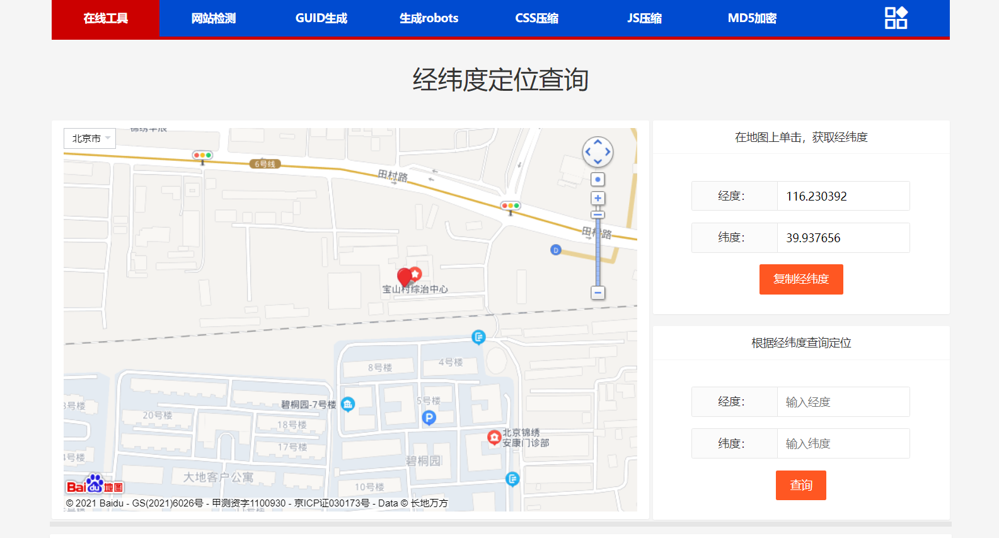 在线工具
网站检测
GUID生成
生成robots
CSS压缩
JS压缩
MD5加密
经纬度定位查询
北京市
6号线
田村路
田村路
D
宝山村综治中心
8号楼
4号楼
碧桐园-7号楼
5号楼
P
3号楼
20号楼
18号楼
17号楼
4号楼
北京锦绣
安康门诊部
碧桐园
大地客户公寓
10号楼
Bai du 地图
© 2021 Baidu - GS(2021)6026号 - 甲测资字1100930 - 京ICP证030173号 - Data © 长地万方
在地图上单击，获取经纬度
经度：
116.230392
纬度：
39.937656
复制经纬度
根据经纬度查询定位
经度：
输入经度
纬度：
输入纬度
查询